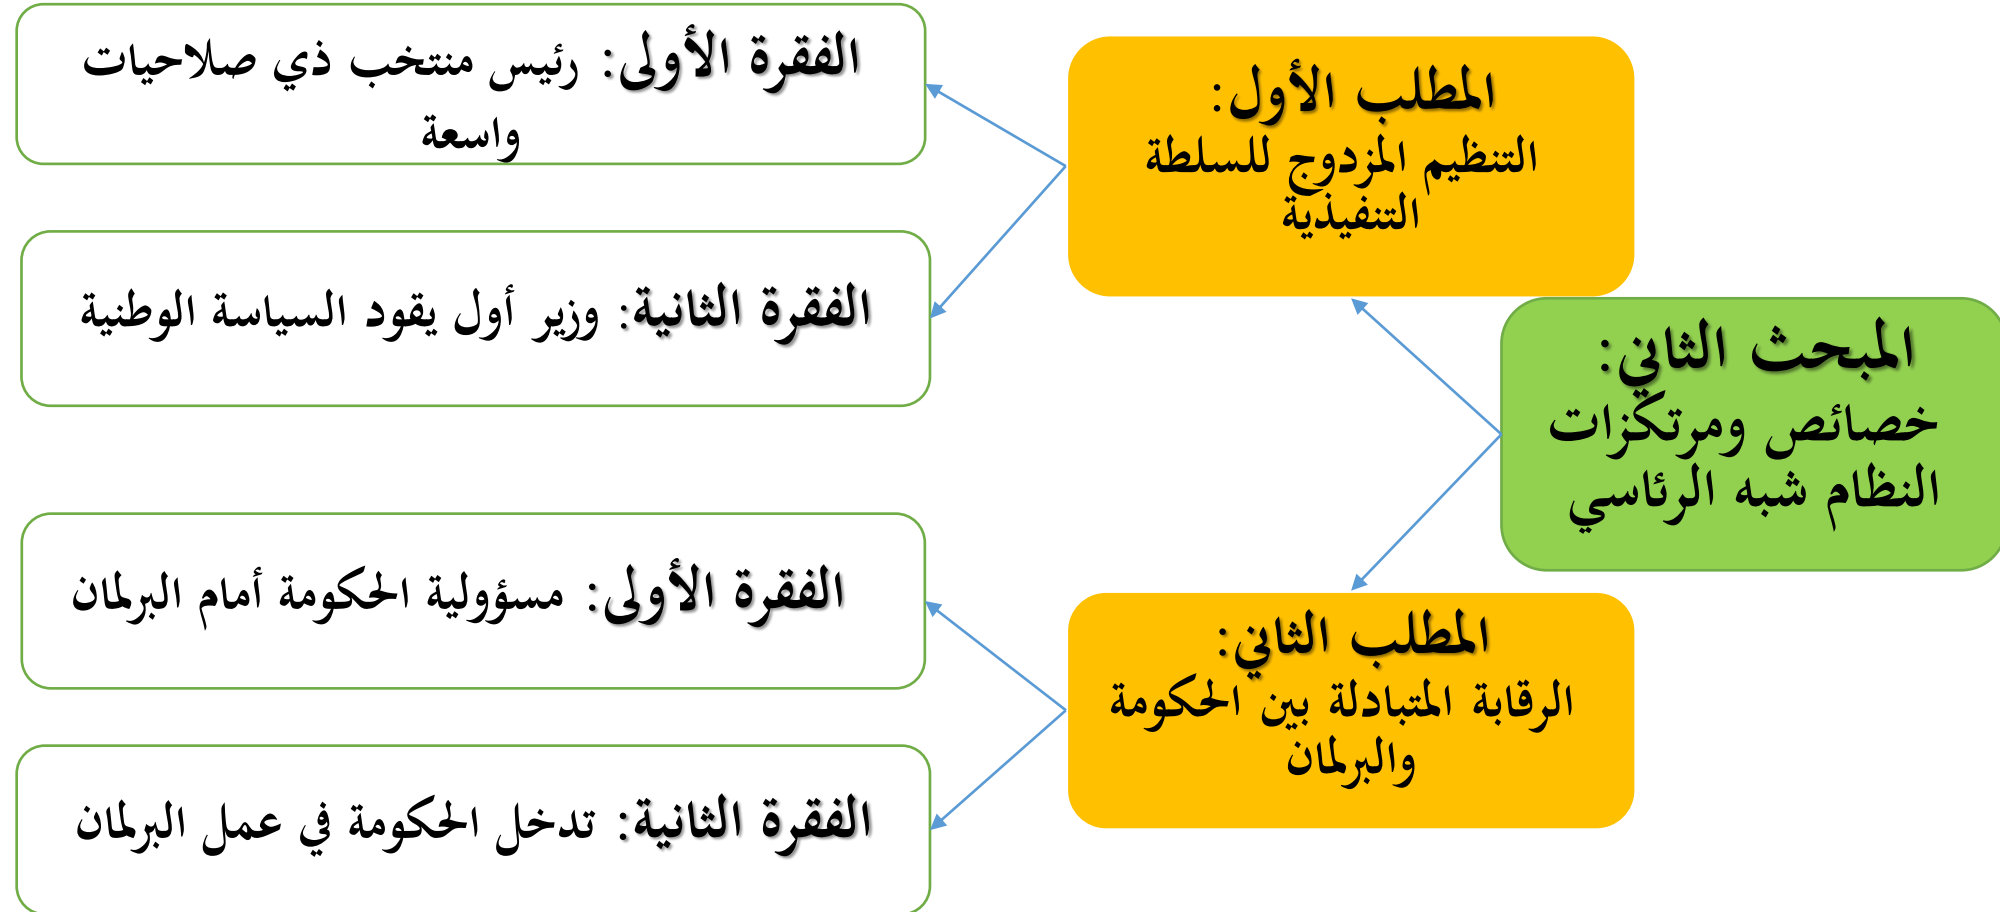 المبحث الثاني:
خصائص ومرتكزات
النظام شبه الرئاسي
المطلب الأول:
التنظيم المزدوج للسلطة
التنفيذية
الفقرة الأولى: رئيس منتخب ذي صلاحيات
واسعة
الفقرة الثانية: وزير أول يقود السياسة الوطنية
المطلب الثاني:
الرقابة المتبادلة بين الحكومة
والبرلمان
الفقرة الأولى: مسؤولية الحكومة أمام البرلمان
الفقرة الثانية: تدخل الحكومة في عمل البرلمان